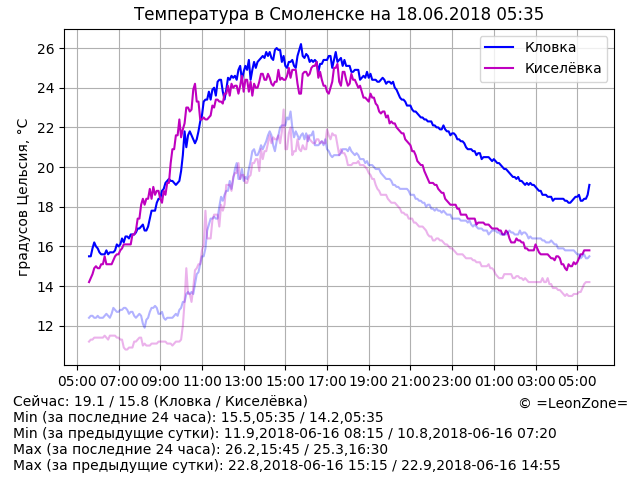 Температура в Смоленске на 18.06.2018 05:35
градусов Цельсия, °C
26
24
22
20
18
16
14
12
Кловка
Киселёвка
05:00 07:00 09:00 11:00 13:00 15:00 17:00 19:00 21:00 23:00 01:00 03:00 05:00
Сейчас: 19.1 / 15.8 (Кловка / Киселёвка)
© =LeonZone=
Min (за последние 24 часа): 15.5,05:35 / 14.2,05:35
Min (за предыдущие сутки): 11.9,2018-06-16 08:15 / 10.8,2018-06-16 07:20
Max (за последние 24 часа): 26.2,15:45 / 25.3,16:30
Max (за предыдущие сутки): 22.8,2018-06-16 15:15 / 22.9,2018-06-16 14:55